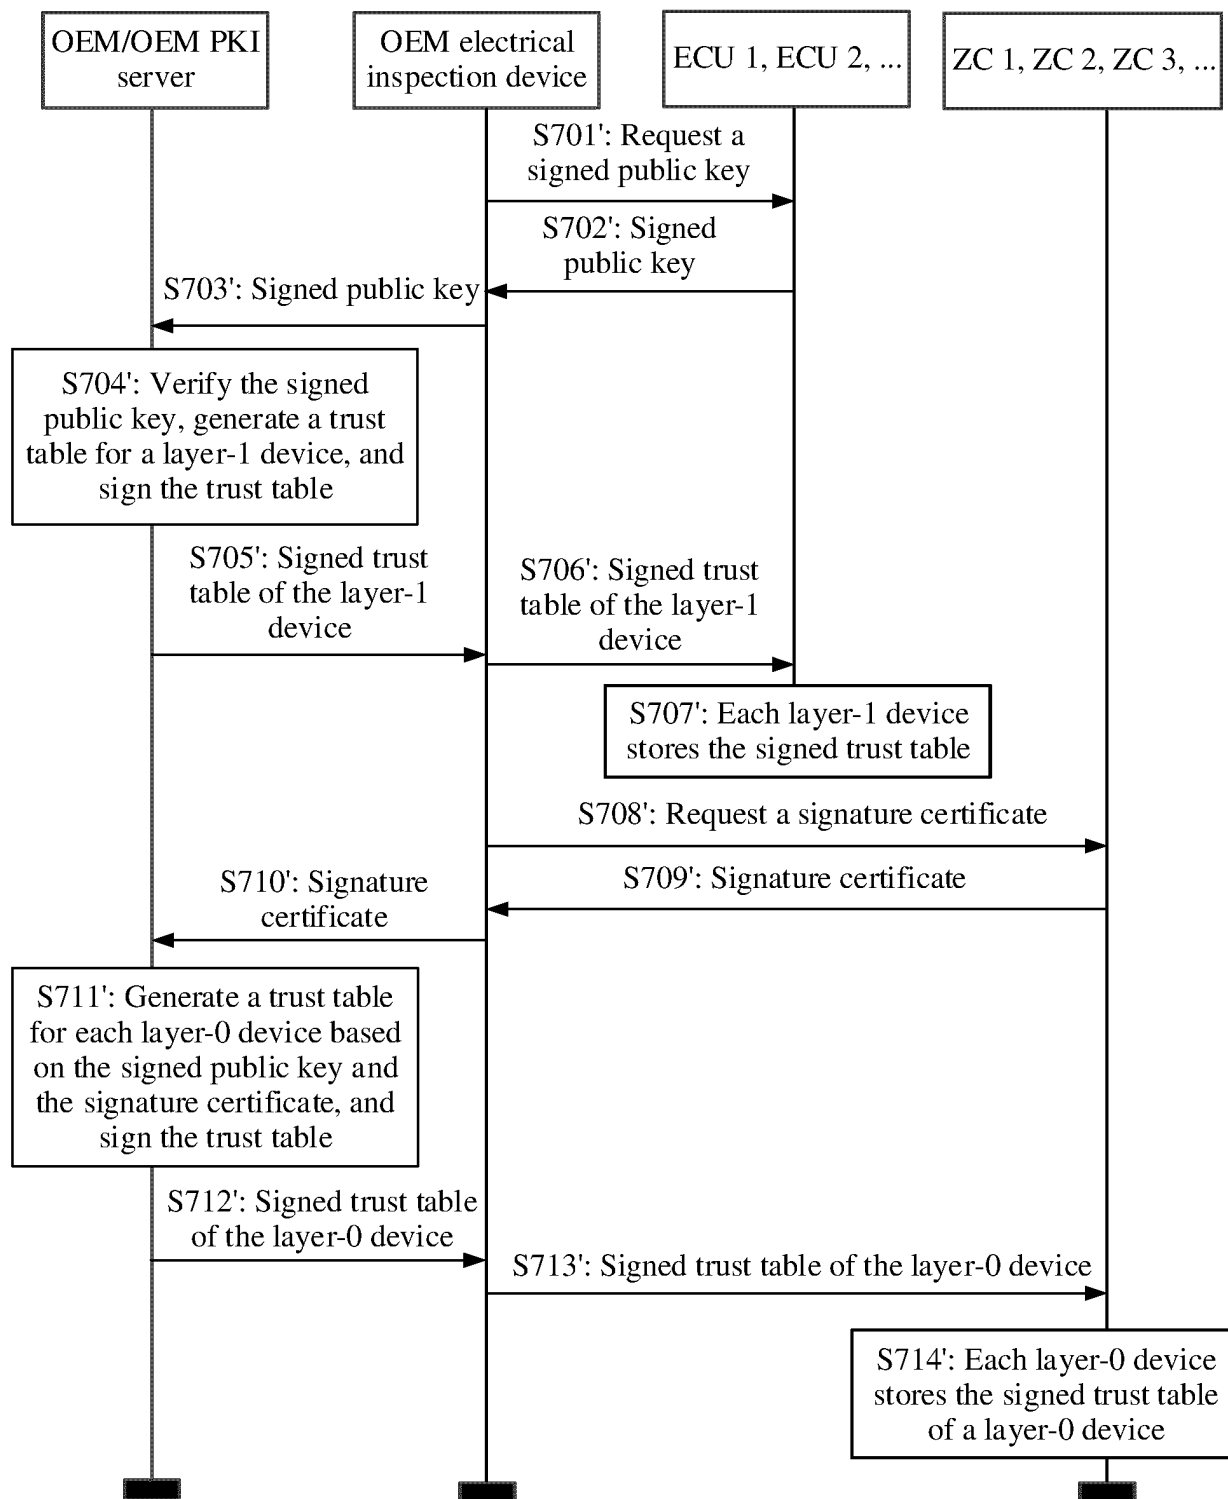 OEM/OEM PKI
server
OEM electrical
inspection device
ECU 1, ECU 2, ...
ZC 1, ZC 2, ZC 3, ...
S701': Request a
signed public key
S702': Signed
public key
S703': Signed public key
S704': Verify the signed
public key, generate a trust
table for a layer-1 device, and
sign the trust table
S705': Signed trust
table of the layer-1
device
S706': Signed trust
table of the layer-1
device
S707': Each layer-1 device
stores the signed trust table
S708': Request a signature certificate
S709': Signature certificate
S710': Signature
certificate
S711': Generate a trust table
for each layer-0 device based
on the signed public key and
the signature certificate, and
sign the trust table
S712': Signed trust table
of the layer-0 device
S713': Signed trust table of the layer-0 device
S714': Each layer-0 device
stores the signed trust table
of a layer-0 device